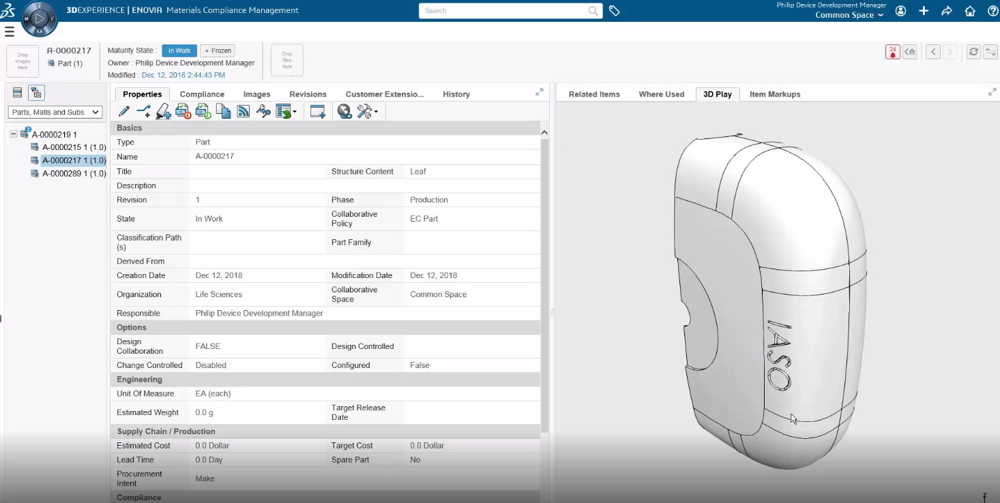 3DEXPERIENCE | ENOVIA Materials Compliance Management
Search
Philip Device Development Manager
Common Space
3D
V.R
Drop images here
A-0000217
Part (1)
Maturity State : In Work Frozen
Owner : Philip Device Development Manager
Modified : Dec 12, 2018 2:44:43 PM
Drop files here
24
Parts, Matls and Subs
A-0000219 1
A-0000215 1 (1.0)
A-0000217 1 (1.0)
A-0000289 1 (1.0)
Properties Compliance Images Revisions Customer Extensio... History
Basics
Type Part
Name A-0000217
Title Structure Content Leaf
Description
Revision 1 Phase Production
State In Work Collaborative Policy EC Part
Classification Path (s) Part Family
Derived From
Creation Date Dec 12, 2018 Modification Date Dec 12, 2018
Organization Life Sciences Collaborative Space Common Space
Responsible Philip Device Development Manager
Options
Design Collaboration FALSE Design Controlled
Change Controlled Disabled Configured False
Engineering
Unit Of Measure EA (each)
Estimated Weight 0.0 g Target Release Date
Supply Chain / Production
Estimated Cost 0.0 Dollar Target Cost 0.0 Dollar
Lead Time 0.0 Day Spare Part No
Procurement Intent Make
Compliance
Related Items Where Used 3D Play Item Markups
IASO
z